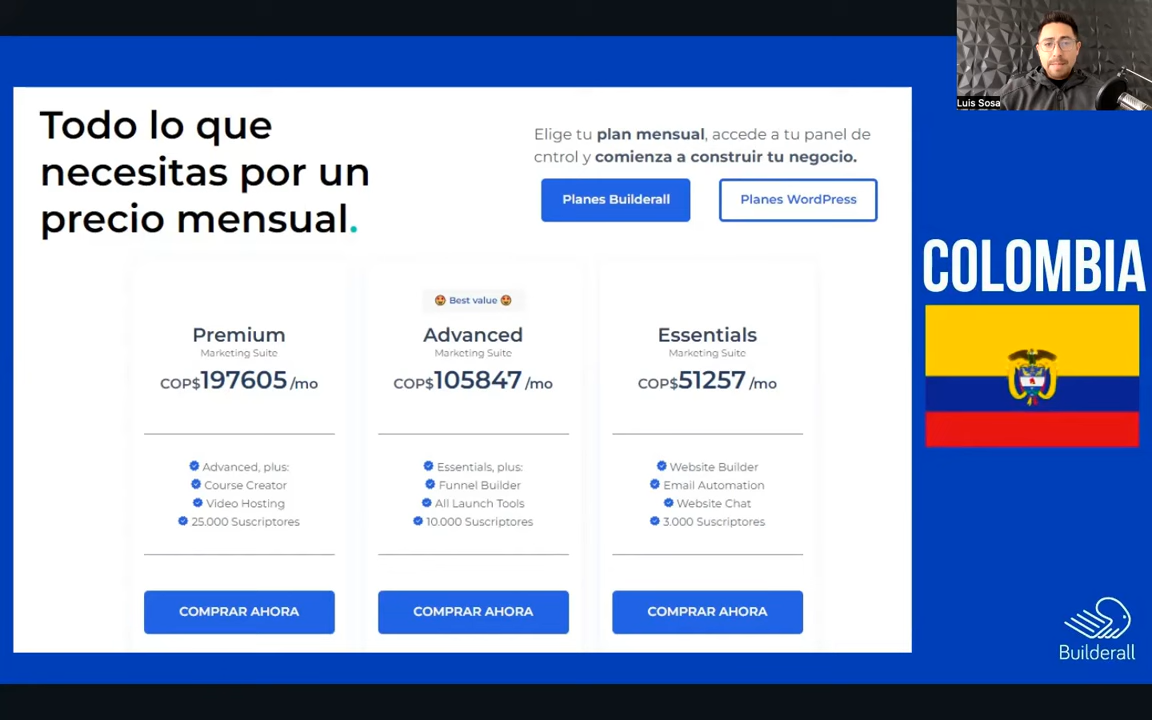 Luis Sosa
Todo lo que
necesitas por un
precio mensual.
Elige tu plan mensual, accede a tu panel de
cntrol y comienza a construir tu negocio.
Planes Builderall
Planes WordPress
COLOMBIA
Premium
Marketing Suite
COP$197605 /mo
Advanced, plus:
Course Creator
Video Hosting
25.000 Suscriptores
COMPRAR AHORA
Best value
Advanced
Marketing Suite
COP$105847 /mo
Essentials, plus:
Funnel Builder
All Launch Tools
10.000 Suscriptores
COMPRAR AHORA
Essentials
Marketing Suite
COP$51257 /mo
Website Builder
Email Automation
Website Chat
3.000 Suscriptores
COMPRAR AHORA
Builderall